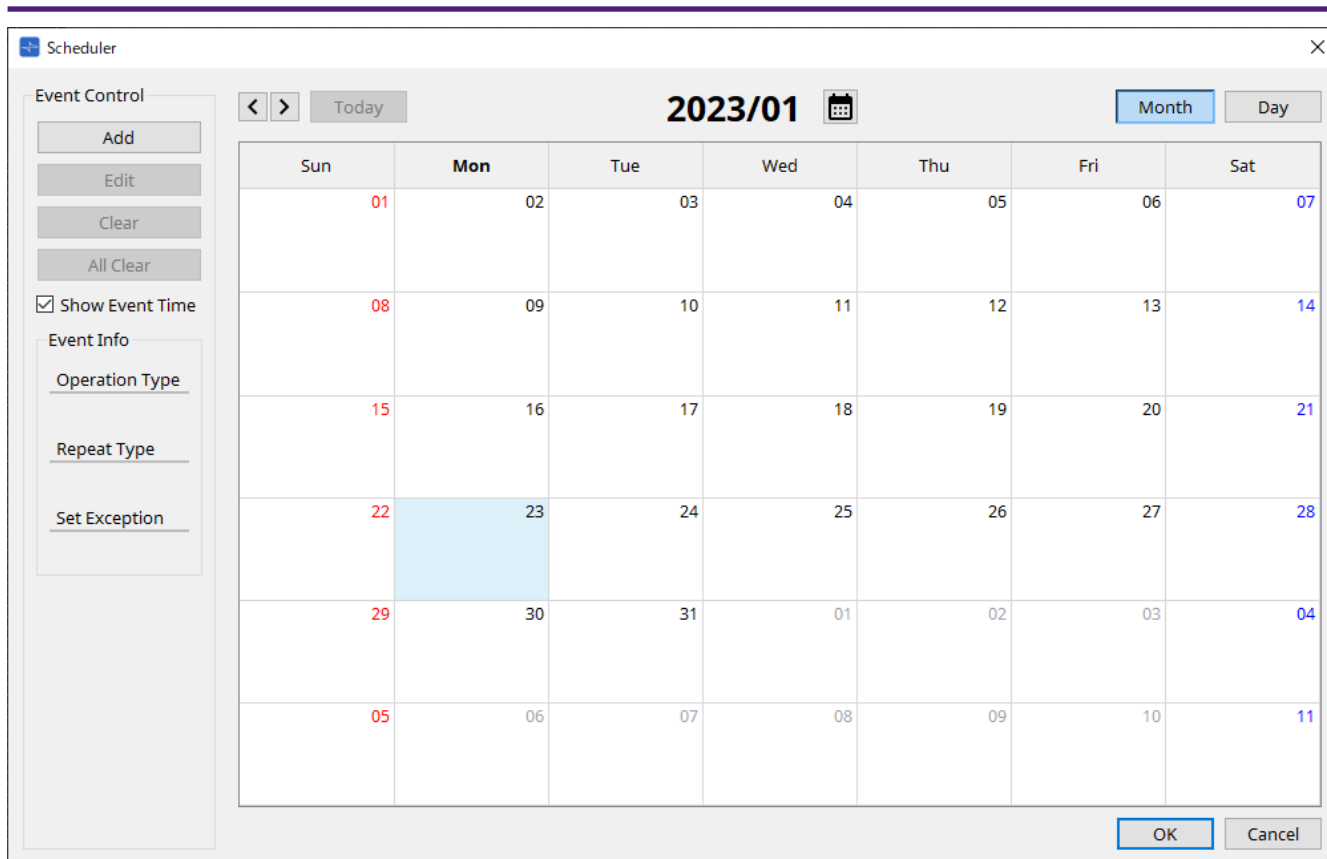 Scheduler
Event Control
Add
Edit
Clear
All Clear
Show Event Time
Event Info
Operation Type
Repeat Type
Set Exception
Today 2023/01 Month Day
Sun Mon Tue Wed Thu Fri Sat
01 02 03 04 05 06 07
08 09 10 11 12 13 14
15 16 17 18 19 20 21
22 23 24 25 26 27 28
29 30 31 01 02 03 04
05 06 07 08 09 10 11
OK Cancel